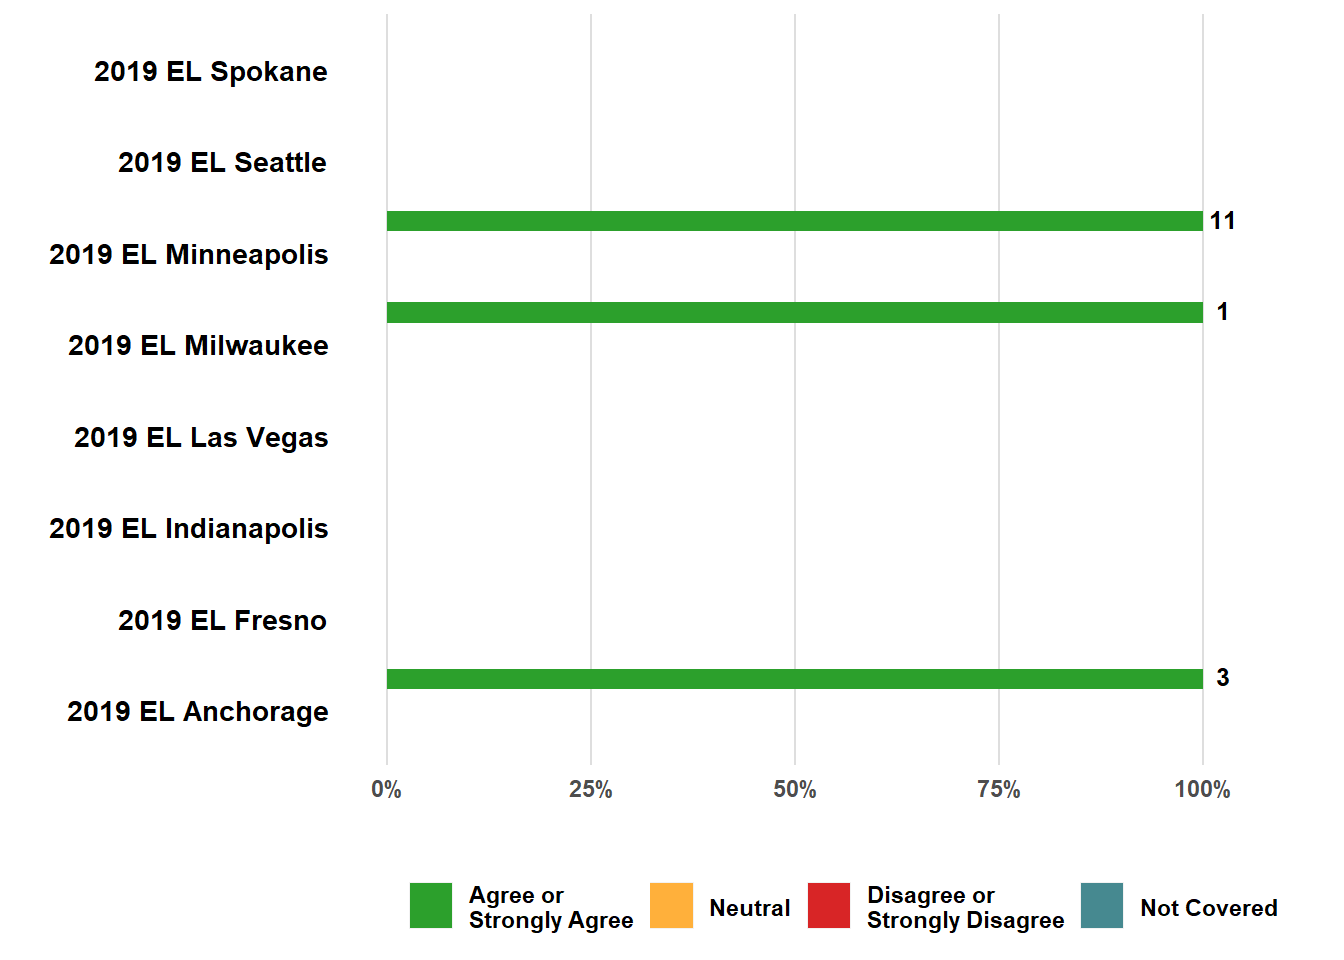 2019 EL Spokane
2019 EL Seattle
11
2019 EL Minneapolis
1
2019 EL Milwaukee
2019 EL Las Vegas
2019 EL Indianapolis
2019 EL Fresno
3
2019 EL Anchorage
0% 25% 50% 75% 100%
Agree or
Strongly Agree
Neutral
Disagree or
Strongly Disagree
Not Covered